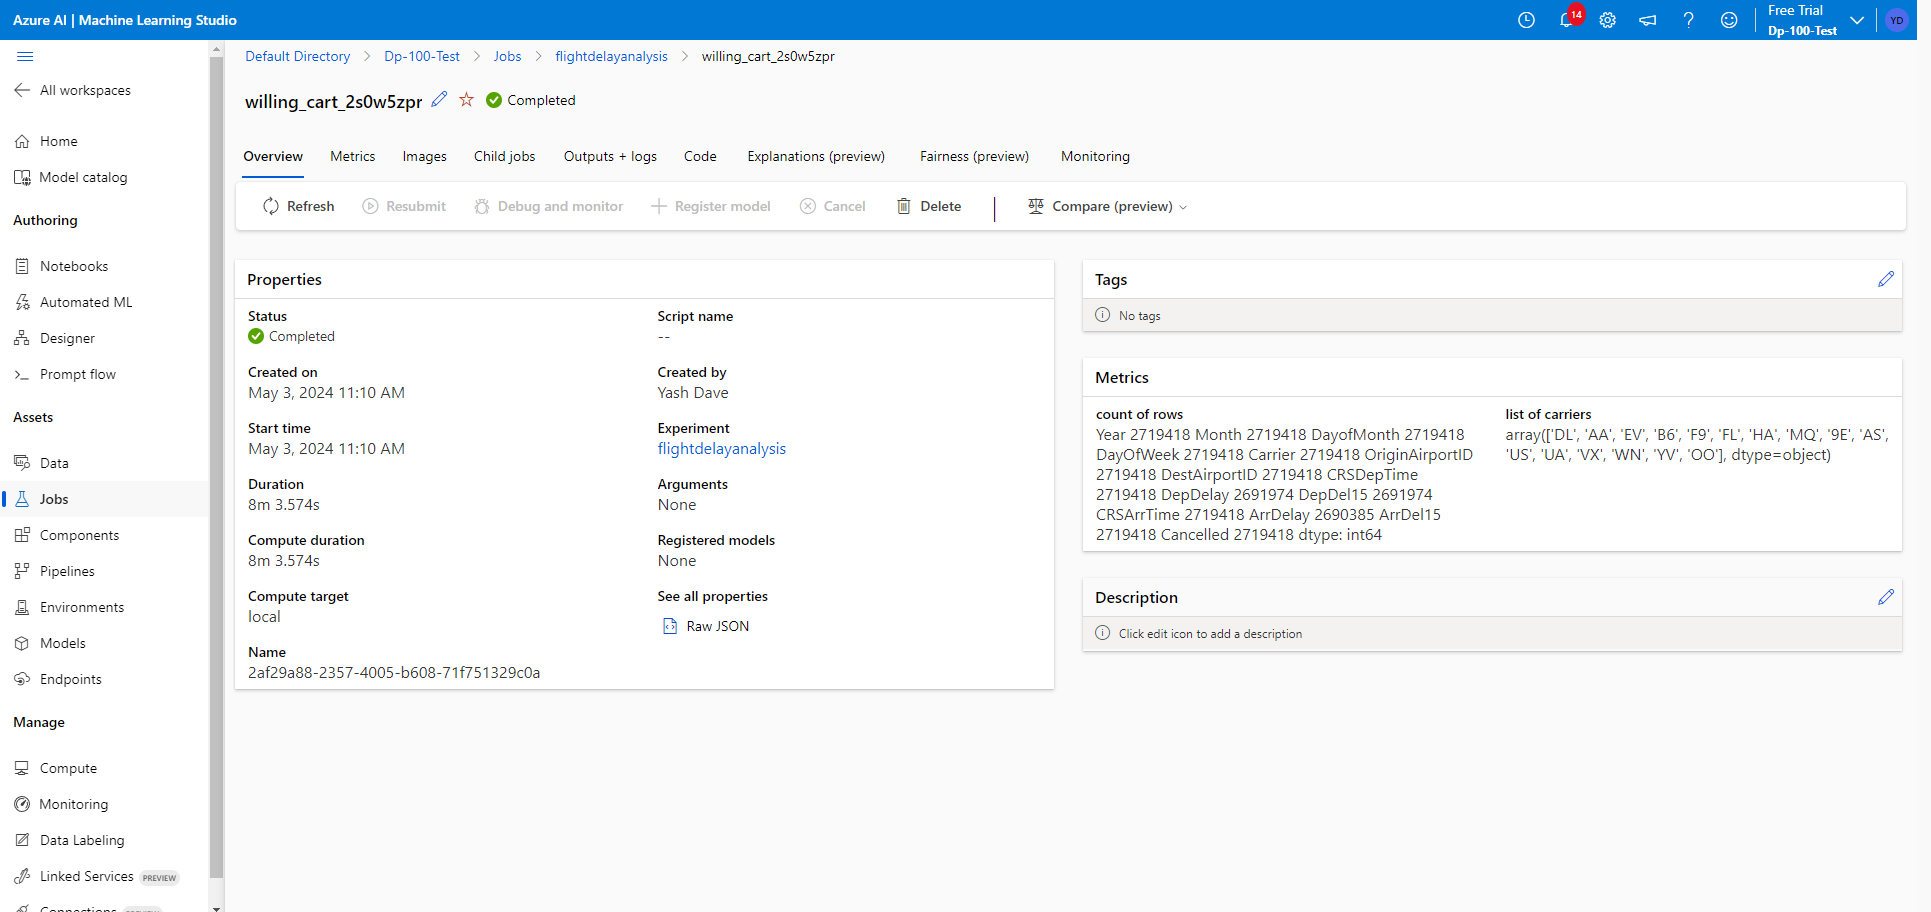 Azure AI | Machine Learning Studio
14
Free Trial
Dp-100-Test
YD
All workspaces
Home
Model catalog
Authoring
Notebooks
Automated ML
Designer
Prompt flow
Assets
Data
Jobs
Components
Pipelines
Environments
Models
Endpoints
Manage
Compute
Monitoring
Data Labeling
Linked Services PREVIEW
Connections PREVIEW
Default Directory > Dp-100-Test > Jobs > flightdelayanalysis > willing_cart_2s0w5zpr
willing_cart_2s0w5zpr Completed
Overview Metrics Images Child jobs Outputs + logs Code Explanations (preview) Fairness (preview) Monitoring
Refresh Resubmit Debug and monitor Register model Cancel Delete Compare (preview)
Properties
Status
Completed
Created on
May 3, 2024 11:10 AM
Start time
May 3, 2024 11:10 AM
Duration
8m 3.574s
Compute duration
8m 3.574s
Compute target
local
Name
2af29a88-2357-4005-b608-71f751329c0a
Script name
--
Created by
Yash Dave
Experiment
flightdelayanalysis
Arguments
None
Registered models
None
See all properties
Raw JSON
Tags
No tags
Metrics
count of rows
Year 2719418 Month 2719418 DayofMonth 2719418
DayOfWeek 2719418 Carrier 2719418 OriginAirportID
2719418 DestAirportID 2719418 CRSDepTime
2719418 DepDelay 2691974 DepDel15 2691974
CRSArrTime 2719418 ArrDelay 2690385 ArrDel15
2719418 Cancelled 2719418 dtype: int64
list of carriers
array(['DL', 'AA', 'EV', 'B6', 'F9', 'FL', 'HA', 'MQ', '9E', 'AS',
'US', 'UA', 'VX', 'WN', 'YV', 'OO'], dtype=object)
Description
Click edit icon to add a description